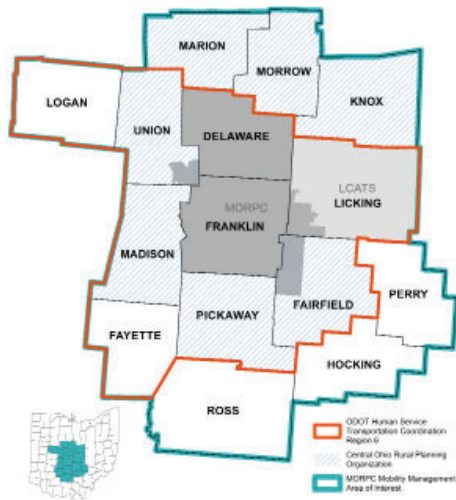 MARION
MORROW
LOGAN
KNOX
UNION
DELAWARE
LCATS
LICKING
MORPC
FRANKLIN
MADISON
PERRY
FAIRFIELD
PICKAWAY
FAYETTE
HOCKING
ROSS
ODOT Human Service
Transportation Coordination
Region 6
Central Ohio Rural Planning
Organization
MORPC Mobility Management
Area of Interest